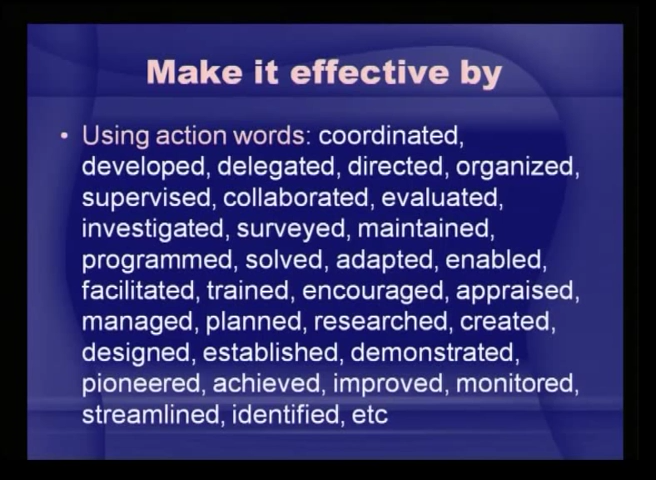 Make it effective by
• Using action words: coordinated,
developed, delegated, directed, organized,
supervised, collaborated, evaluated,
investigated, surveyed, maintained,
programmed, solved, adapted, enabled,
facilitated, trained, encouraged, appraised,
managed, planned, researched, created,
designed, established, demonstrated,
pioneered, achieved, improved, monitored,
streamlined, identified, etc